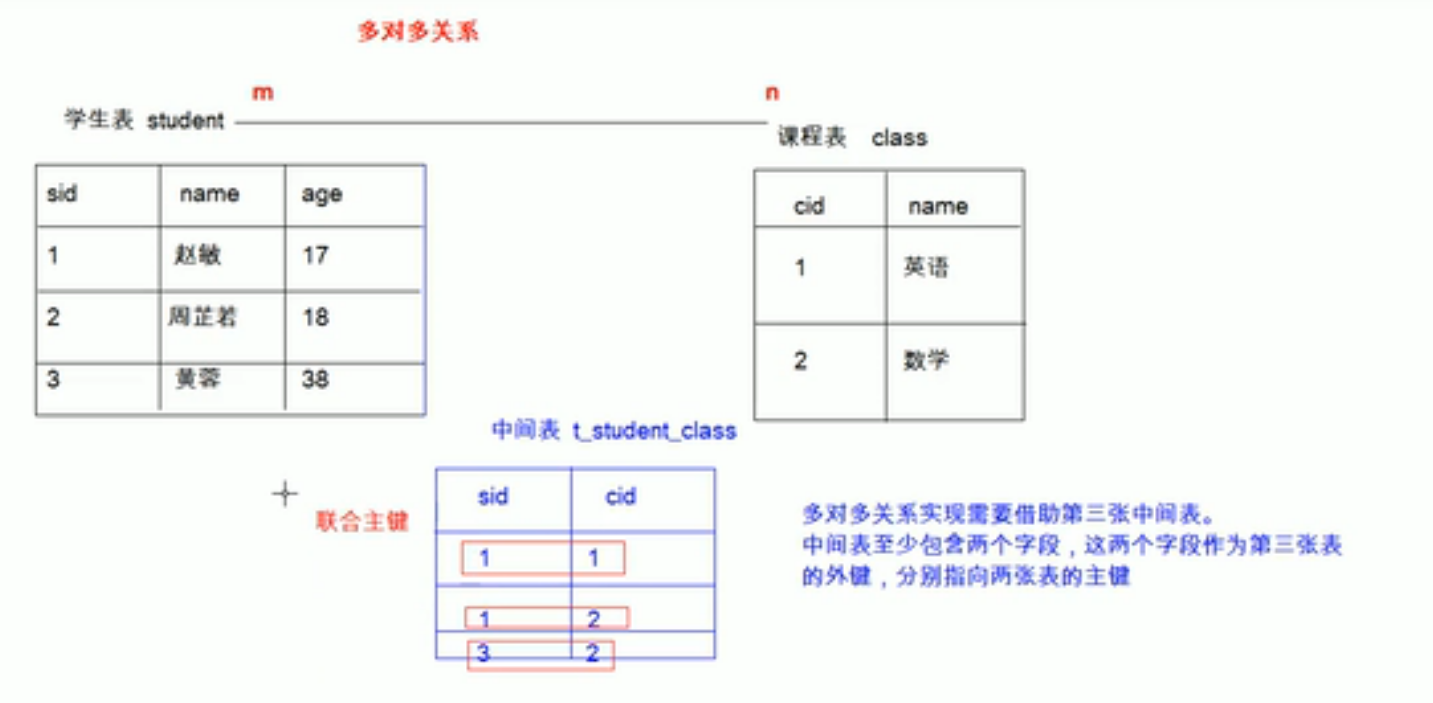 多对多关系
m n
学生表 student
课程表 class
sid name age
1 赵敏 17
2 周芷若 18
3 黄蓉 38
cid name
1 英语
2 数学
中间表 t_student_class
sid cid
联合主键
1 1
1 2
3 2
多对多关系实现需要借助第三张中间表。
中间表至少包含两个字段，这两个字段作为第三张表
的外键，分别指向两张表的主键